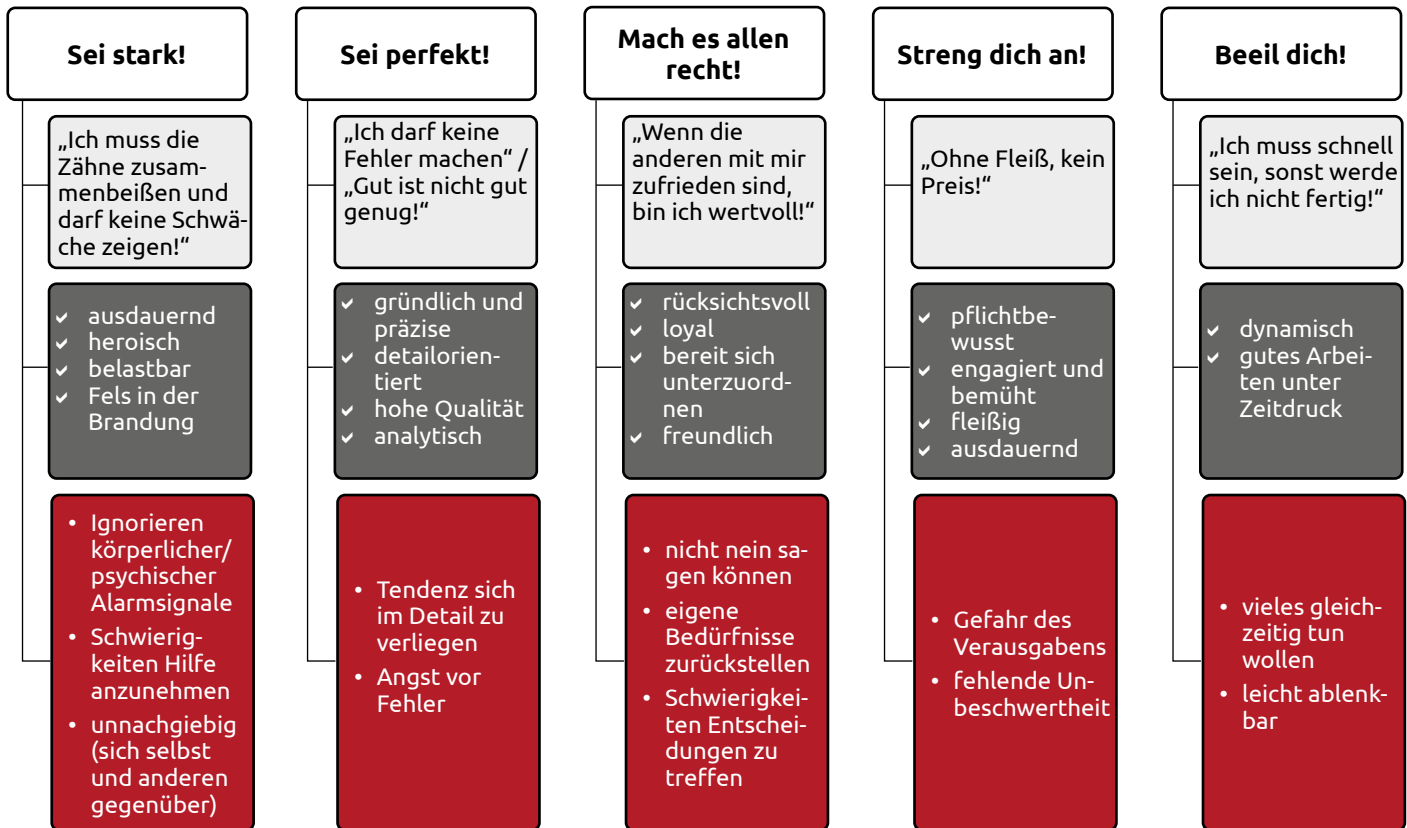 Sei stark!
„Ich muss die
Zähne zusam-
menbeißen und
darf keine Schwä-
che zeigen!“
ausdauernd
heroisch
belastbar
Fels in der
Brandung
Ignorieren
körperlicher/
psychischer
Alarmsignale
Schwierig-
keiten Hilfe
anzunehmen
unnachgiebig
(sich selbst
und anderen
gegenüber)
Sei perfekt!
„Ich darf keine
Fehler machen“ /
„Gut ist nicht gut
genug!“
gründlich und
präzise
detailorien-
tiert
hohe Qualität
analytisch
Tendenz sich
im Detail zu
verliegen
Angst vor
Fehler
Mach es allen
recht!
„Wenn die
anderen mit mir
zufrieden sind,
bin ich wertvoll!“
rücksichtsvoll
loyal
bereit sich
unterzuord-
nen
freundlich
nicht nein sa-
gen können
eigene
Bedürfnisse
zurückstellen
Schwierigkei-
ten Entschei-
dungen zu
treffen
Streng dich an!
„Ohne Fleiß, kein
Preis!“
pflichtbe-
wusst
engagiert und
bemüht
fleißig
ausdauernd
Gefahr des
Verausgabens
fehlende Un-
beschwertheit
Beeil dich!
„Ich muss schnell
sein, sonst werde
ich nicht fertig!“
dynamisch
gutes Arbei-
ten unter
Zeitdruck
vieles gleich-
zeitig tun
wollen
leicht ablenk-
bar